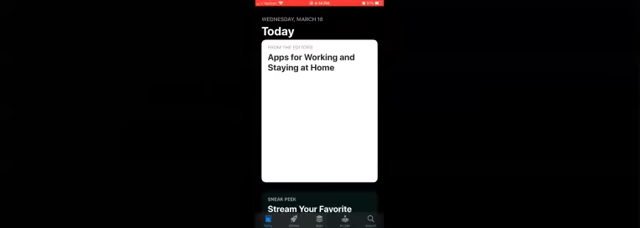 WEDNESDAY, MARCH 18
Today
FROM THE EDITORS
Apps for Working and
Staying at Home
SNEAK PEEK
Stream Your Favorite
Today